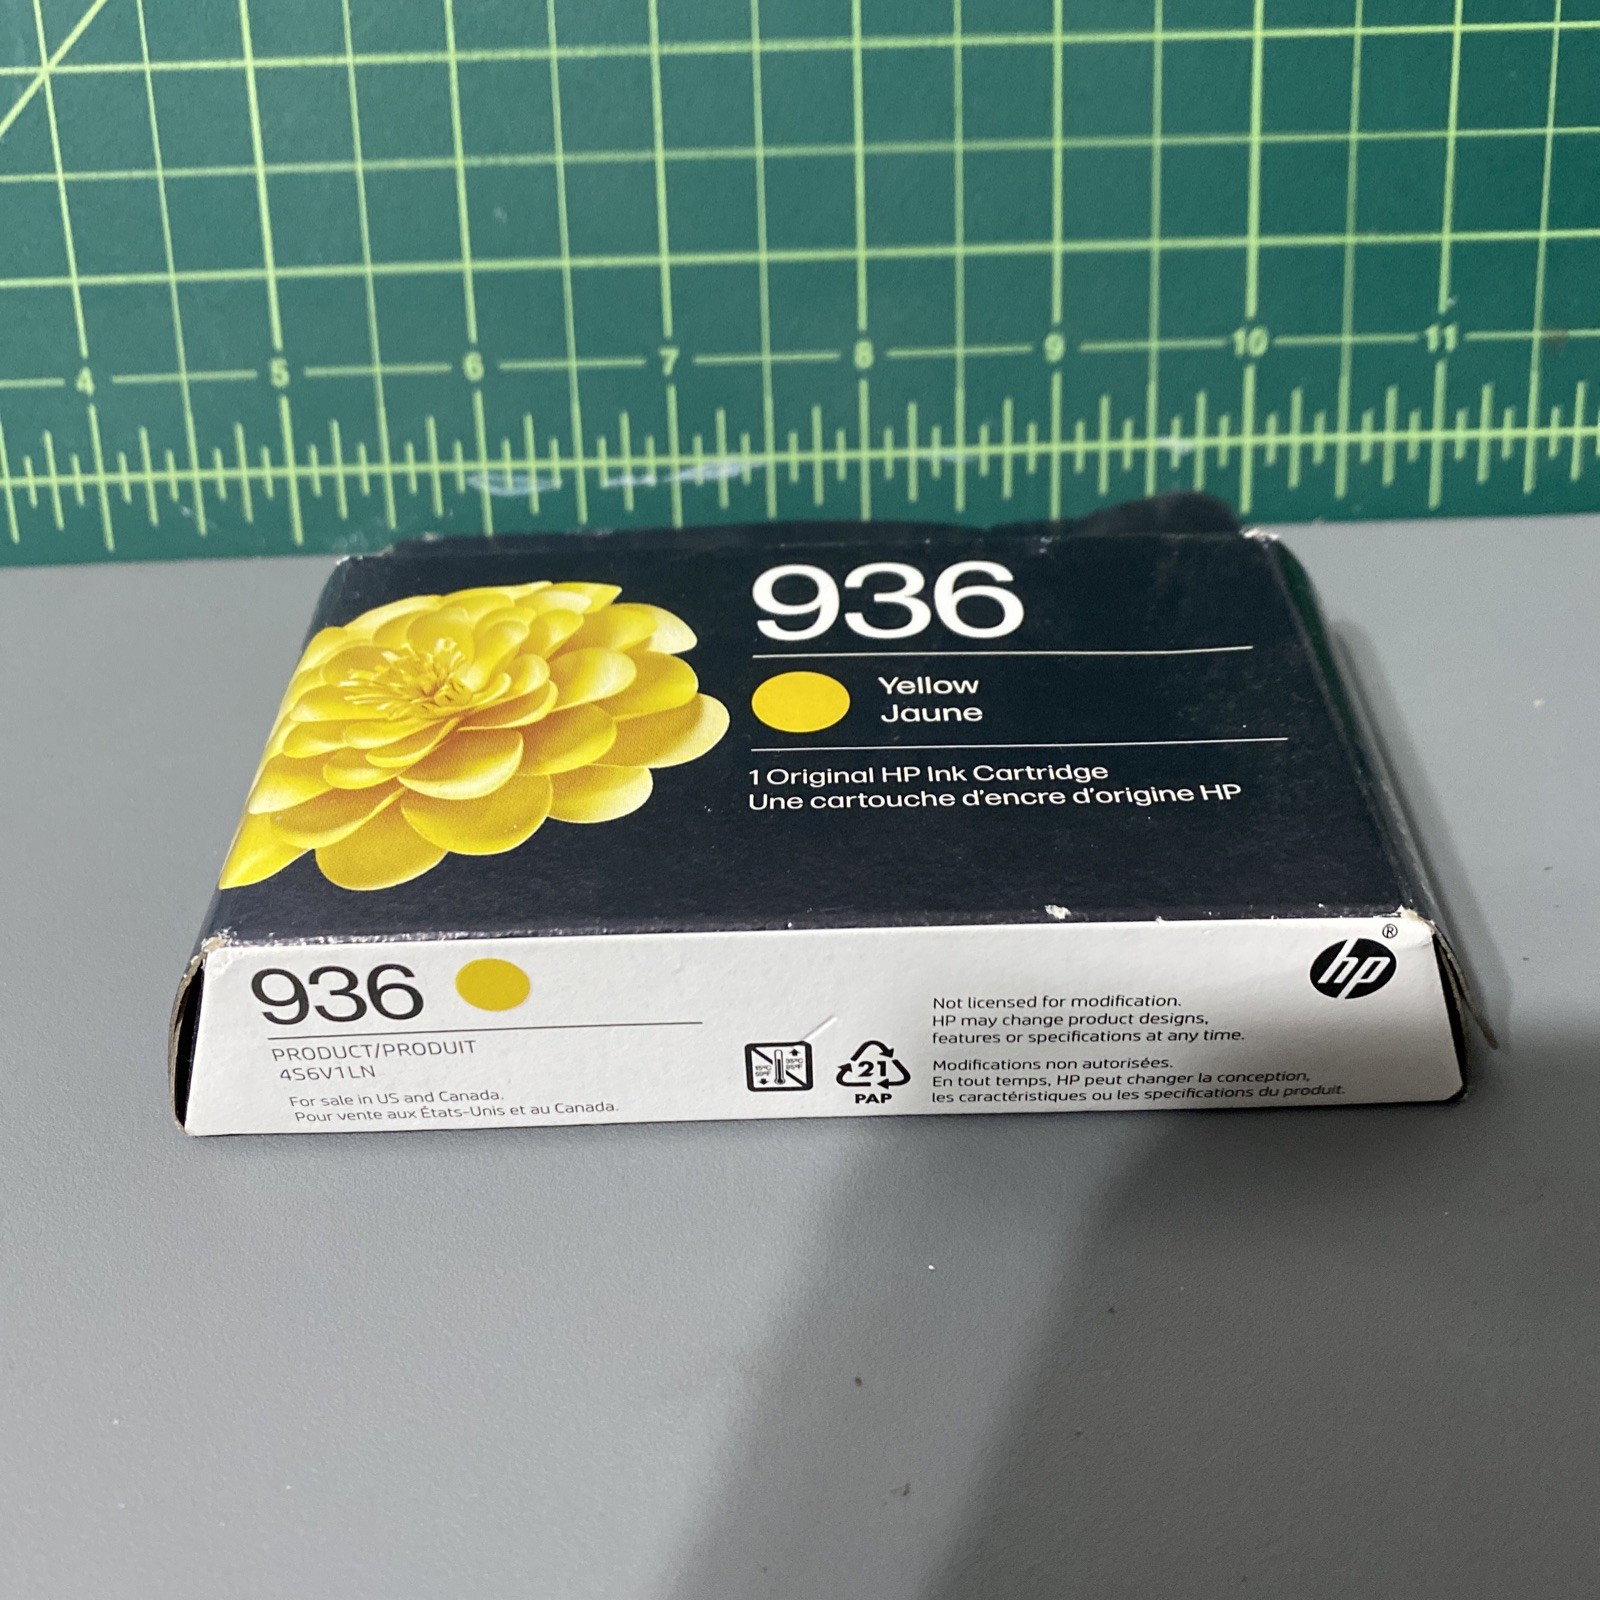 4 5 6 7 8 9 10 11
936
Yellow
Jaune
1 Original HP Ink Cartridge
Une cartouche d'encre d'origine HP
936
PRODUCT/PRODUIT
4S6V1LN
For sale in US and Canada.
Pour vente aux États-Unis et au Canada.
21
PAP
hp®
Not licensed for modification.
HP may change product designs,
features or specifications at any time.
Modifications non autorisées.
En tout temps, HP peut changer la conception,
les caractéristiques ou les specifications du produit.